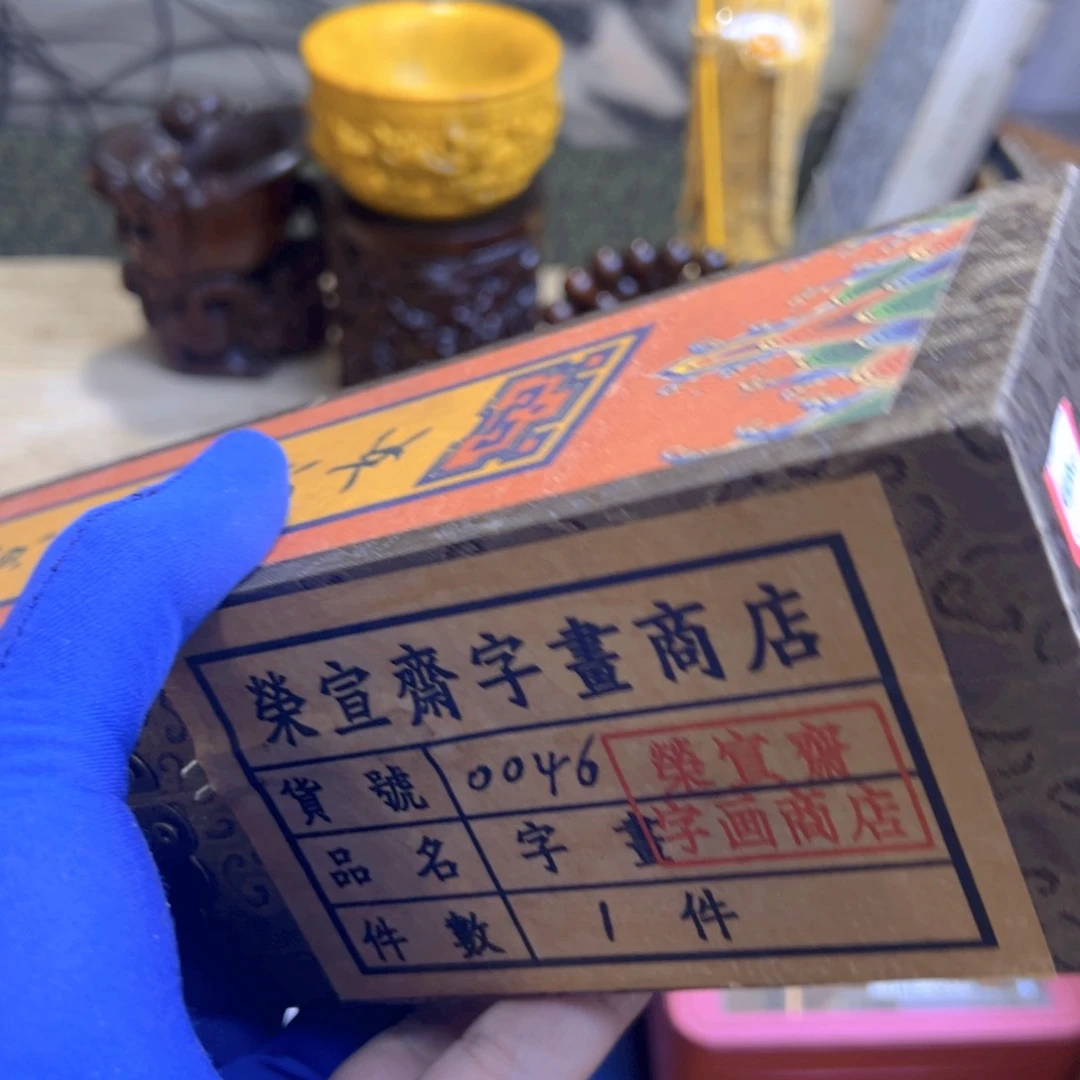 榮宣齋字畫商店
貨號 0046
品名 字畫
件數 1件
榮宣齋
字画商店